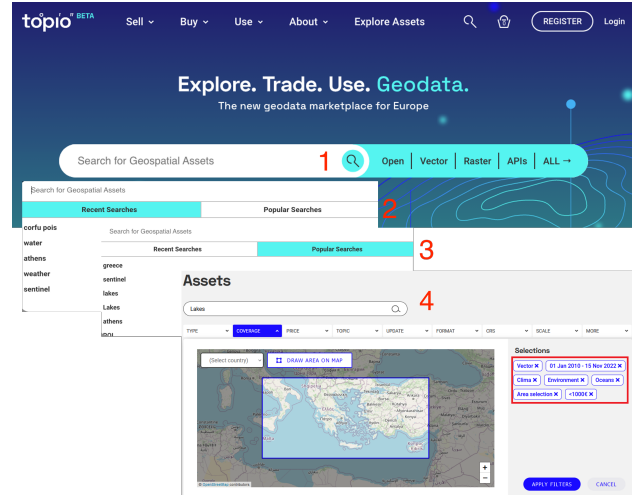 topio BETA
Sell
Buy
Use
About
Explore Assets
REGISTER
Login
Explore. Trade. Use. Geodata.
The new geodata marketplace for Europe
Search for Geospatial Assets
1
Open | Vector | Raster | APIs | ALL →
Search for Geospatial Assets
2
Recent Searches
Popular Searches
corfu pois
water
athens
weather
sentinel
Search for Geospatial Assets
3
Recent Searches
Popular Searches
greece
sentinel
lakes
Lakes
athens
Assets
4
Lakes
TYPE
COVERAGE
PRICE
TOPIC
UPDATE
FORMAT
CRS
SCALE
MORE
(Select country)
DRAW AREA ON MAP
© OpenStreetMap contributors
+
−
Selections
Vector ✕
01 Jan 2010 - 15 Nov 2022 ✕
Clima ✕
Environment ✕
Oceans ✕
Area selection ✕
<1000€ ✕
APPLY FILTERS
CANCEL